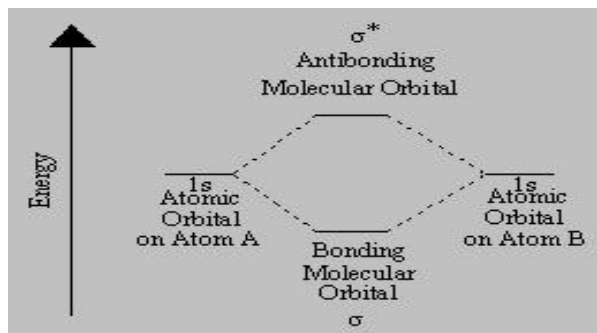 σ*
Antibonding
Molecular Orbital
Energy
1s
Atomic
Orbital
on Atom A
1s
Atomic
Orbital
on Atom B
Bonding
Molecular
Orbital
σ